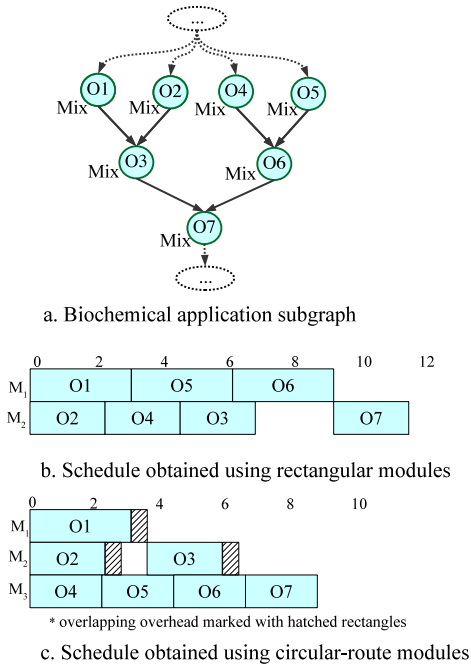 ...
O1 O2 O4 O5
Mix Mix Mix Mix
O3 O6
Mix Mix
O7
Mix
...
a. Biochemical application subgraph
0 2 4 6 8 10 12
M1 O1 O5 O6
M2 O2 O4 O3 O7
b. Schedule obtained using rectangular modules
0 2 4 6 8 10
M1 O1
M2 O2 O3
M3 O4 O5 O6 O7
* overlapping overhead marked with hatched rectangles
c. Schedule obtained using circular-route modules